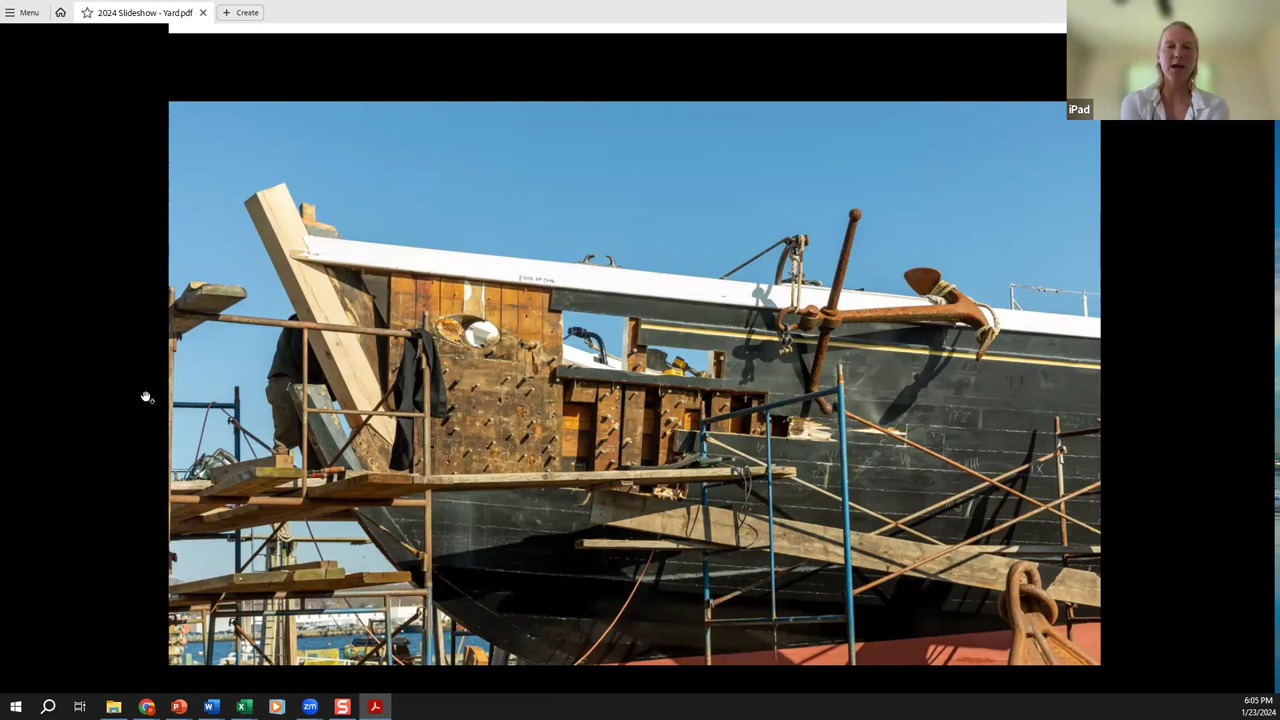 Menu
2024 Slideshow - Yard.pdf
Create
iPad
6:05 PM
1/23/2024